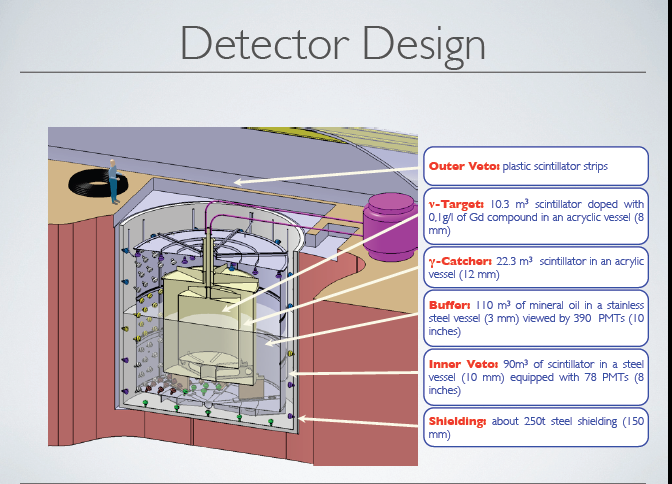 Detector Design
Outer Veto: plastic scintillator strips
ν-Target: 10.3 m³ scintillator doped with
0,1g/l of Gd compound in an acryclic vessel (8
mm)
γ-Catcher: 22.3 m³ scintillator in an acrylic
vessel (12 mm)
Buffer: 110 m³ of mineral oil in a stainless
steel vessel (3 mm) viewed by 390 PMTs (10
inches)
Inner Veto: 90m³ of scintillator in a steel
vessel (10 mm) equipped with 78 PMTs (8
inches)
Shielding: about 250t steel shielding (150
mm)